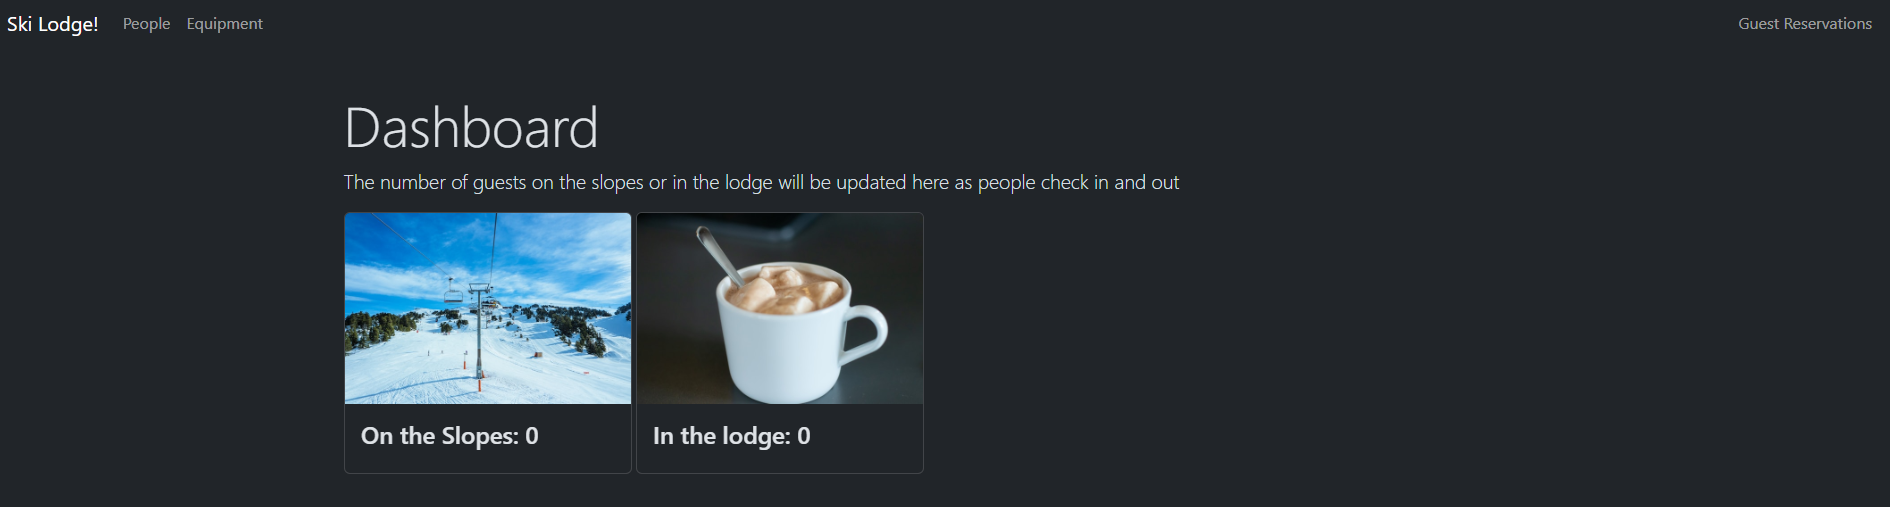 Ski Lodge! People Equipment Guest Reservations
Dashboard
The number of guests on the slopes or in the lodge will be updated here as people check in and out
On the Slopes: 0
In the lodge: 0